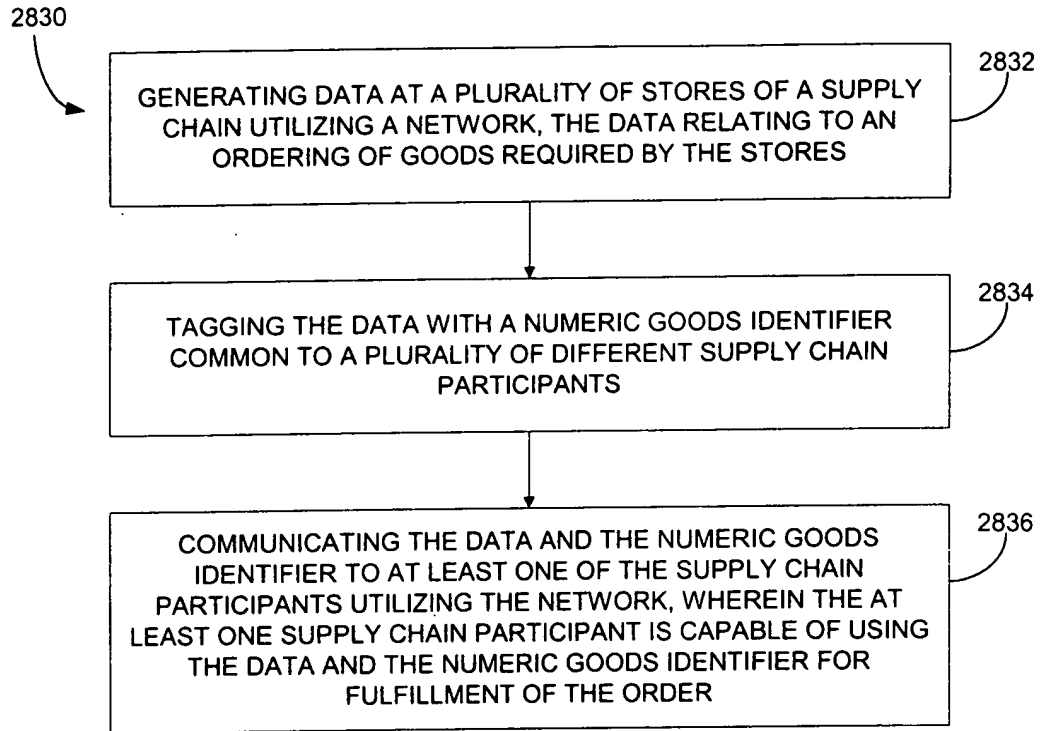 2830
2832
GENERATING DATA AT A PLURALITY OF STORES OF A SUPPLY
CHAIN UTILIZING A NETWORK, THE DATA RELATING TO AN
ORDERING OF GOODS REQUIRED BY THE STORES
2834
TAGGING THE DATA WITH A NUMERIC GOODS IDENTIFIER
COMMON TO A PLURALITY OF DIFFERENT SUPPLY CHAIN
PARTICIPANTS
2836
COMMUNICATING THE DATA AND THE NUMERIC GOODS
IDENTIFIER TO AT LEAST ONE OF THE SUPPLY CHAIN
PARTICIPANTS UTILIZING THE NETWORK, WHEREIN THE AT
LEAST ONE SUPPLY CHAIN PARTICIPANT IS CAPABLE OF USING
THE DATA AND THE NUMERIC GOODS IDENTIFIER FOR
FULFILLMENT OF THE ORDER